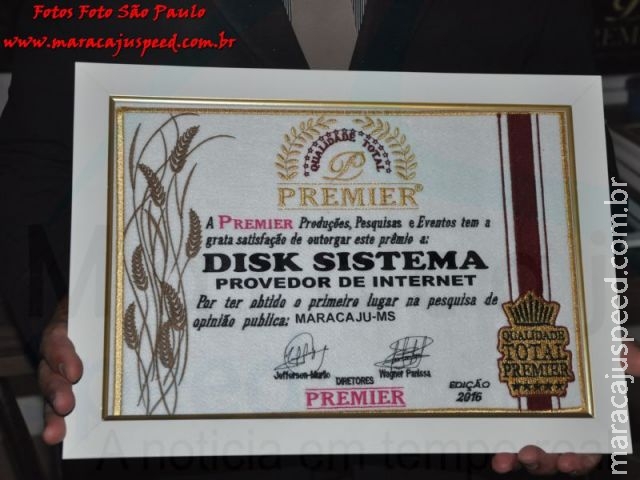 Fotos Foto São Paulo
www.maracajuspeed.com.br
QUALIDADE TOTAL
P
PREMIER®
A PREMIER Produções, Pesquisas e Eventos tem a
grata satisfação de outorgar este prêmio a:
DISK SISTEMA
PROVEDOR DE INTERNET
Por ter obtido o primeiro lugar na pesquisa de
opinião publica: MARACAJU-MS
Jefferson Murilo
Wagner Parissa
DIRETORES
PREMIER
EDIÇÃO
2016
QUALIDADE
TOTAL
PREMIER
maracajuspeed.com.br
A notícia em tempo